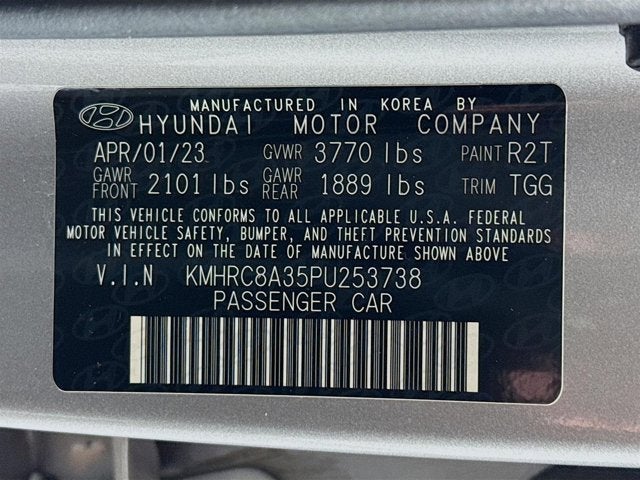 MANUFACTURED IN KOREA BY
HYUNDAI MOTOR COMPANY
APR/01/23 GVWR 3770 lbs PAINT R2T
GAWR FRONT 2101 lbs GAWR REAR 1889 lbs TRIM TGG
THIS VEHICLE CONFORMS TO ALL APPLICABLE U.S.A. FEDERAL
MOTOR VEHICLE SAFETY, BUMPER, AND THEFT PREVENTION STANDARDS
IN EFFECT ON THE DATE OF MANUFACTURE SHOWN ABOVE
V.I.N KMHRC8A35PU253738
PASSENGER CAR